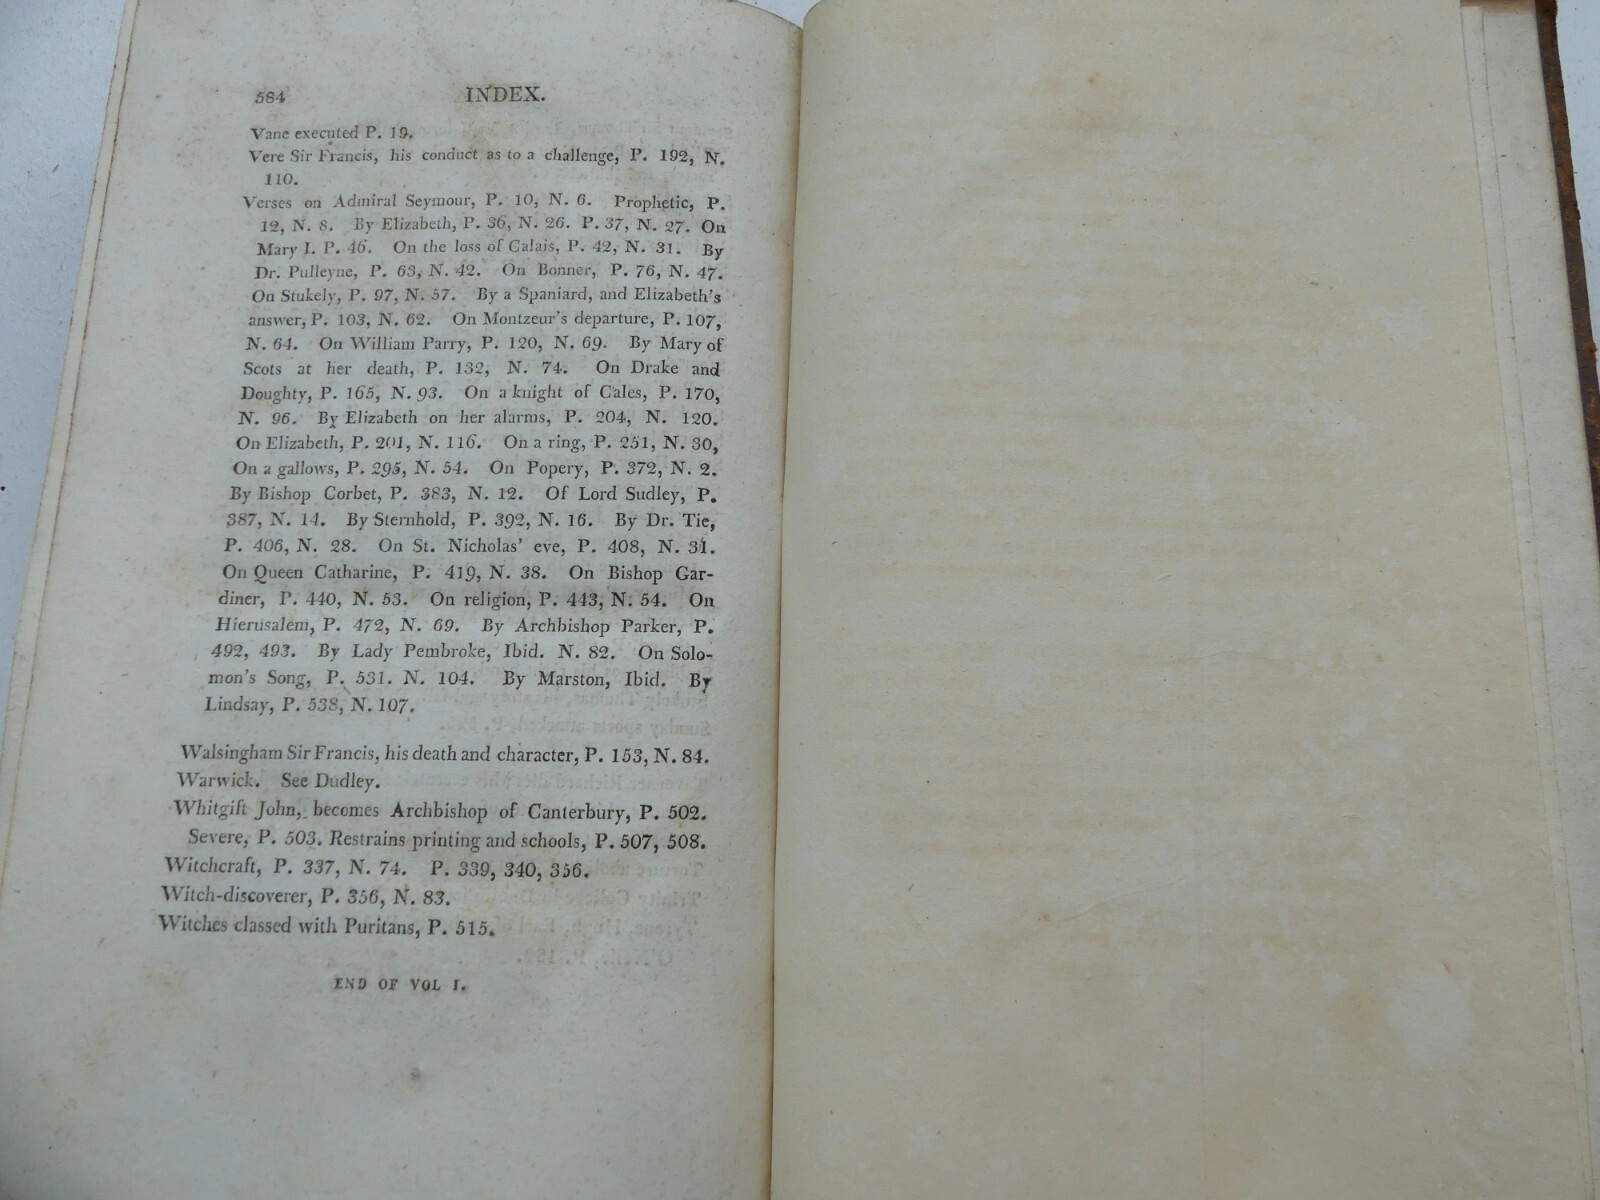 584 INDEX.
Vane executed P. 19.
Vere Sir Francis, his conduct as to a challenge, P. 192, N.
110.
Verses on Admiral Seymour, P. 10, N. 6. Prophetic, P.
12, N. 8. By Elizabeth, P. 36, N. 26. P. 37, N. 27. On
Mary I. P. 46. On the loss of Calais, P. 42, N. 31. By
Dr. Pulleyne, P. 63, N. 42. On Bonner, P. 76, N. 47.
On Stukely, P. 97, N. 57. By a Spaniard, and Elizabeth's
answer, P. 103, N. 62. On Montzeur's departure, P. 107,
N. 64. On William Parry, P. 120, N. 69. By Mary of
Scots at her death, P. 132, N. 74. On Drake and
Doughty, P. 165, N. 93. On a knight of Cales, P. 170,
N. 96. By Elizabeth on her alarms, P. 204, N. 120.
On Elizabeth, P. 201, N. 116. On a ring, P. 251, N. 30,
On a gallows, P. 295, N. 54. On Popery, P. 372, N. 2.
By Bishop Corbet, P. 383, N. 12. Of Lord Sudley, P.
387, N. 14. By Sternhold, P. 392, N. 16. By Dr. Tie,
P. 406, N. 28. On St. Nicholas' eve, P. 408, N. 31.
On Queen Catharine, P. 419, N. 38. On Bishop Gar-
diner, P. 440, N. 53. On religion, P. 443, N. 54. On
Hierusalem, P. 472, N. 69. By Archbishop Parker, P.
492, 493. By Lady Pembroke, Ibid. N. 82. On Solo-
mon's Song, P. 531. N. 104. By Marston, Ibid. By
Lindsay, P. 538, N. 107.
Walsingham Sir Francis, his death and character, P. 153, N. 84.
Warwick. See Dudley.
Whitgift John, becomes Archbishop of Canterbury, P. 502.
Severe, P. 503. Restrains printing and schools, P. 507, 508.
Witchcraft, P. 337, N. 74. P. 339, 340, 356.
Witch-discoverer, P. 356, N. 83.
Witches classed with Puritans, P. 515.
END OF VOL I.